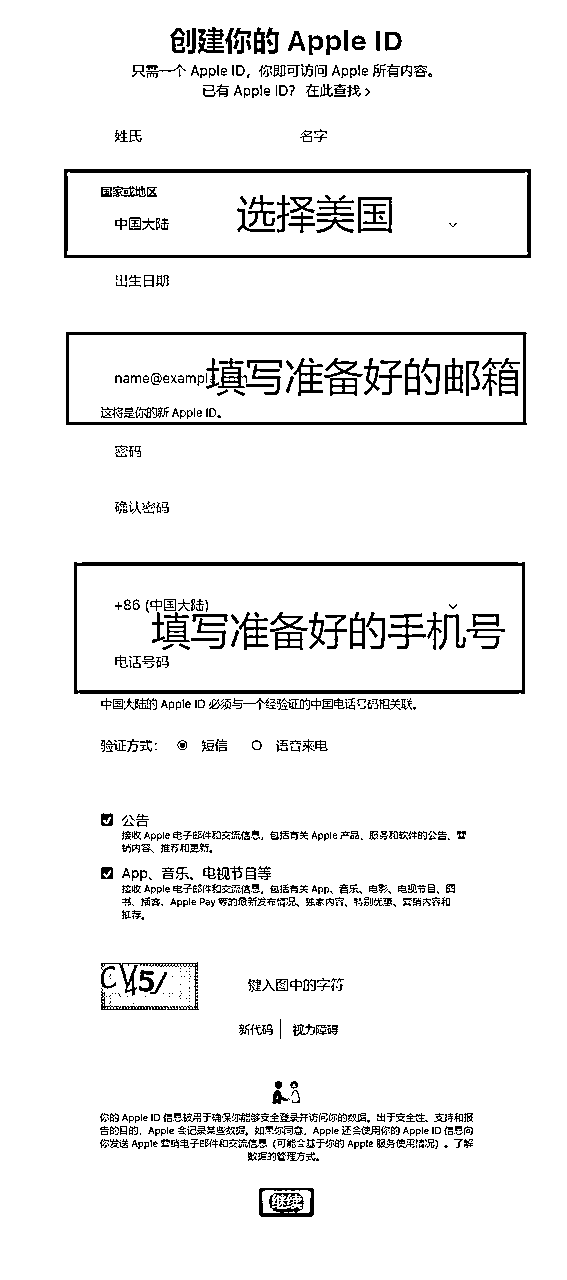 创建你的 Apple ID
只需一个 Apple ID，你即可访问 Apple 所有内容。
已有 Apple ID？ 在此查找 ›
姓氏 名字
国家或地区
中国大陆 选择美国
出生日期
name@example.com 填写准备好的邮箱
这将是你的新 Apple ID。
密码
确认密码
+86 (中国大陆)
填写准备好的手机号
电话号码
中国大陆的 Apple ID 必须与一个经验证的中国电话号码相关联。
验证方式： 短信 语音来电
公告
接收 Apple 电子邮件和交流信息，包括有关 Apple 产品、服务和软件的公告、营
销内容、推荐和更新。
App、音乐、电视节目等
接收 Apple 电子邮件和交流信息，包括有关 App、音乐、电影、电视节目、图
书、播客、Apple Pay 等的最新发布情况、独家内容、特别优惠、营销内容和
推荐。
键入图中的字符
新代码 视力障碍
你的 Apple ID 信息被用于确保你能够安全登录并访问你的数据。出于安全性、支持和报
告的目的，Apple 会记录某些数据。如果你同意，Apple 还会使用你的 Apple ID 信息向
你发送 Apple 营销电子邮件和交流信息（可能会基于你的 Apple 服务使用情况）。了解
数据的管理方式。
继续